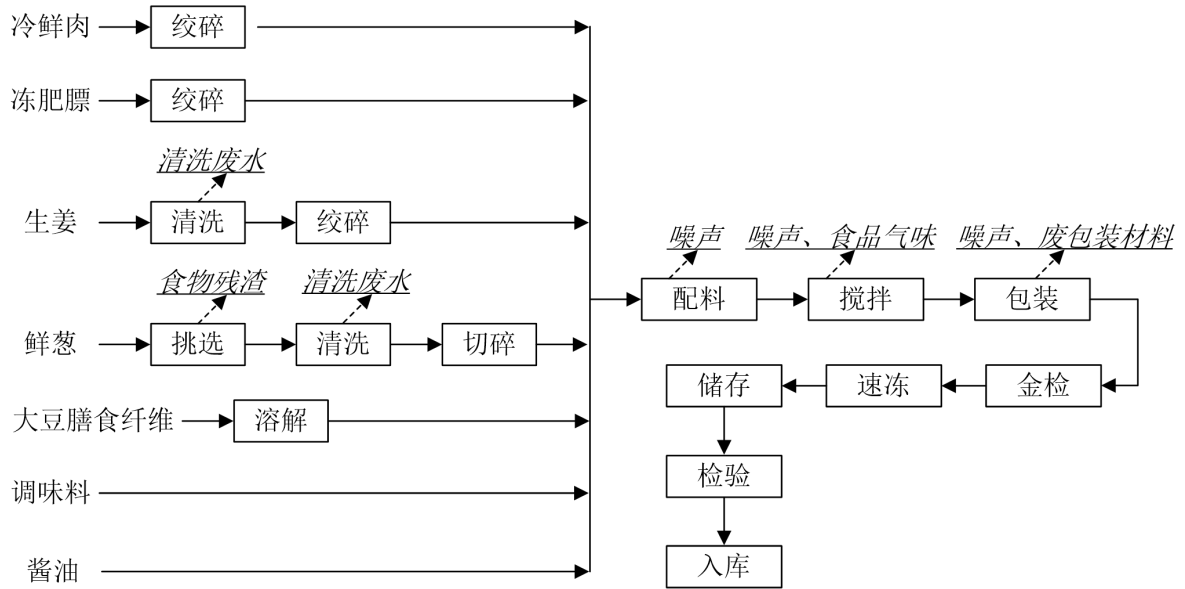 冷鲜肉
绞碎
冻肥膘
绞碎
清洗废水
生姜
清洗
绞碎
食物残渣
清洗废水
鲜葱
挑选
清洗
切碎
大豆膳食纤维
溶解
调味料
酱油
噪声
噪声、食品气味
噪声、废包装材料
配料
搅拌
包装
储存
速冻
金检
检验
入库